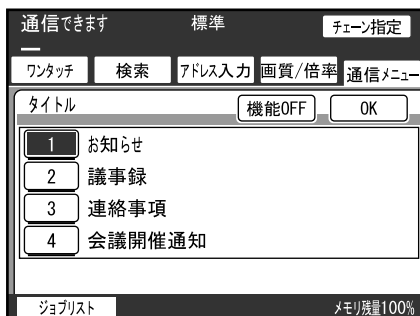 通信できます 標準 チェーン指定
ワンタッチ 検索 アドレス入力 画質/倍率 通信メニュー
タイトル 機能OFF OK
1 お知らせ
2 議事録
3 連絡事項
4 会議開催通知
ジョブリスト メモリ残量100%